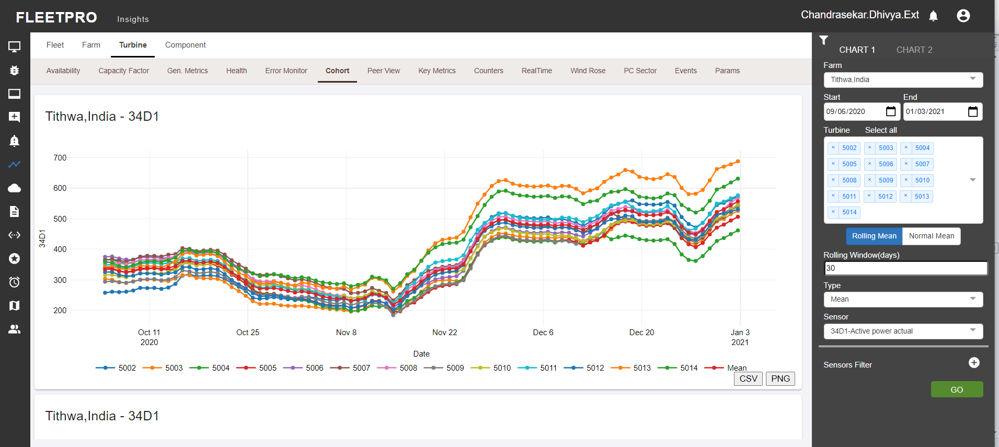 FLEETPRO
Insights
Chandrasekar.Dhivya.Ext
Fleet Farm Turbine Component
Availability Capacity Factor Gen. Metrics Health Error Monitor Cohort Peer View Key Metrics Counters RealTime Wind Rose PC Sector Events Params
Tithwa,India - 34D1
700
600
500
400
300
200
34D1
Oct 11 Oct 25 Nov 8 Nov 22 Dec 6 Dec 20 Jan 3
2020 2021
Date
5002 5003 5004 5005 5006 5007 5008 5009 5010 5011 5012 5013 5014 Mean
CSV PNG
Tithwa,India - 34D1
CHART 1 CHART 2
Farm
Tithwa,India
Start End
09/06/2020 01/03/2021
Turbine Select all
× 5002 × 5003 × 5004
× 5005 × 5006 × 5007
× 5008 × 5009 × 5010
× 5011 × 5012 × 5013
× 5014
Rolling Mean Normal Mean
Rolling Window(days)
30
Type
Mean
Sensor
34D1-Active power actual
Sensors Filter
GO